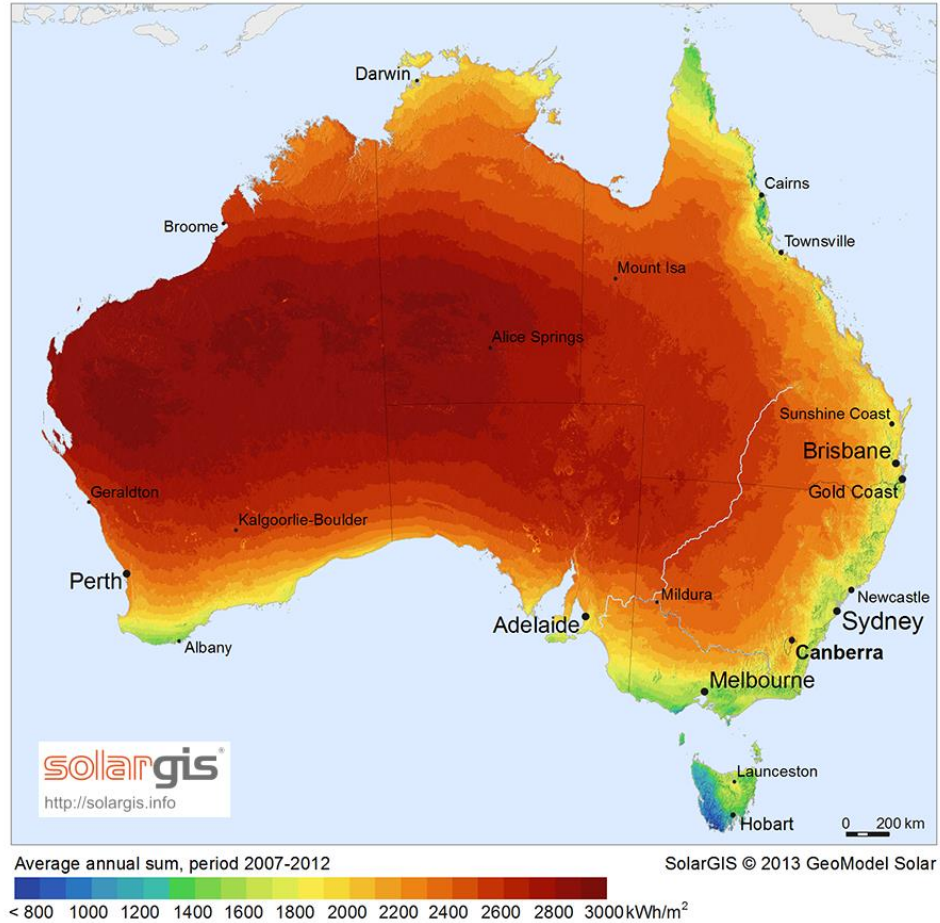 Darwin
Cairns
Broome
Townsville
Mount Isa
Alice Springs
Sunshine Coast
Brisbane
Gold Coast
Geraldton
Kalgoorlie-Boulder
Perth
Mildura
Newcastle
Adelaide
Sydney
Albany
Canberra
Melbourne
solargis®
http://solargis.info
Launceston
Hobart
0 200 km
Average annual sum, period 2007-2012
SolarGIS © 2013 GeoModel Solar
< 800 1000 1200 1400 1600 1800 2000 2200 2400 2600 2800 3000 kWh/m²